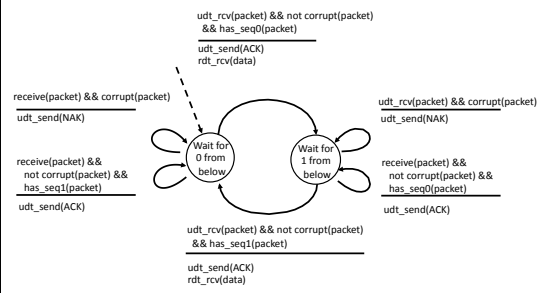 udt_rcv(packet) && not corrupt(packet)
&& has_seq0(packet)
udt_send(ACK)
rdt_rcv(data)
receive(packet) && corrupt(packet)
udt_send(NAK)
udt_rcv(packet) && corrupt(packet)
udt_send(NAK)
Wait for
0 from
below
Wait for
1 from
below
receive(packet) &&
not corrupt(packet) &&
has_seq1(packet)
udt_send(ACK)
receive(packet) &&
not corrupt(packet) &&
has_seq0(packet)
udt_send(ACK)
udt_rcv(packet) && not corrupt(packet)
&& has_seq1(packet)
udt_send(ACK)
rdt_rcv(data)